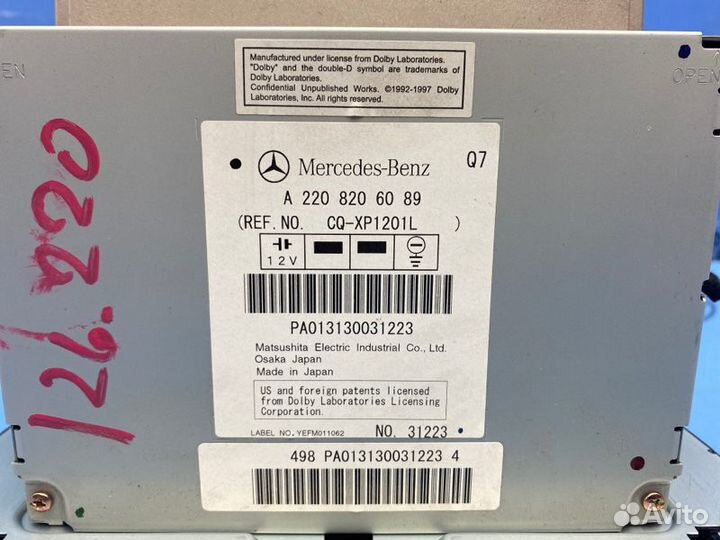 Manufactured under license from Dolby Laboratories.
"Dolby" and the double-D symbol are trademarks of
Dolby Laboratories.
Confidential Unpublished Works. ©1992-1997 Dolby
Laboratories, Inc. All rights reserved.
EN
OPEN
Mercedes-Benz
Q7
A 220 820 60 89
(REF. NO. CQ-XP1201L )
12V
PA013130031223
Matsushita Electric Industrial Co., Ltd.
Osaka Japan
Made in Japan
US and foreign patents licensed
from Dolby Laboratories Licensing
Corporation.
LABEL NO. YEFM011062
NO. 31223
498 PA013130031223 4
126. 220
Avito